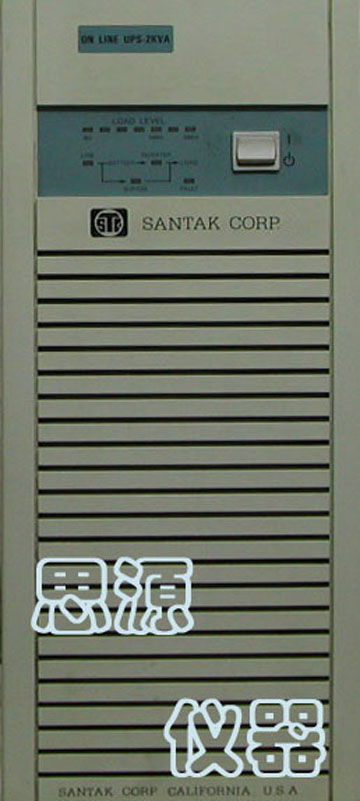 ON LINE UPS-2KVA
LOAD LEVEL
LINE
BATTERY
INVERTER
LOAD
BYPASS
FAULT
STK
SANTAK CORP.
思源
仪器
SANTAK CORP. CALIFORNIA. U.S.A